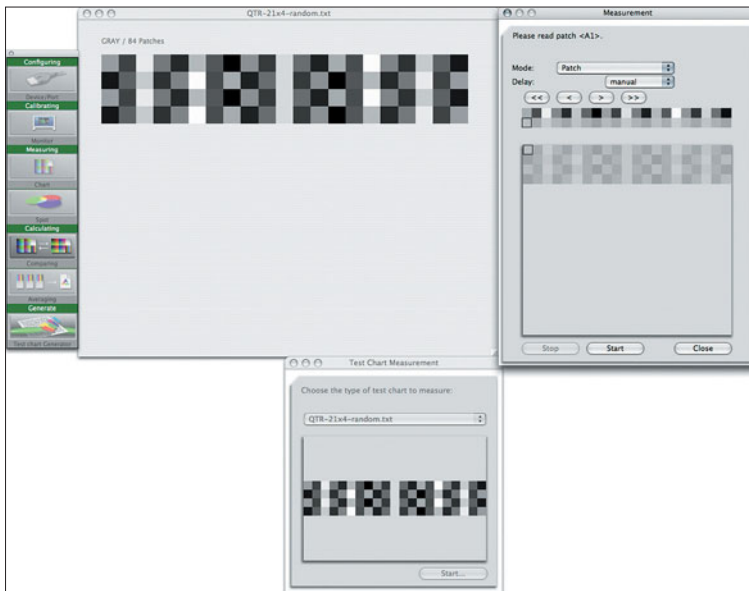 QTR-21x4-random.txt
GRAY / 84 Patches
Configuring
Device/Port
Calibrating
Monitor
Measuring
Chart
Spot
Calculating
Comparing
Averaging
Generate
Test chart Generator
Measurement
Please read patch <A1>.
Mode: Patch
Delay: manual
<< < > >>
Stop Start Close
Test Chart Measurement
Choose the type of test chart to measure:
QTR-21x4-random.txt
Start...